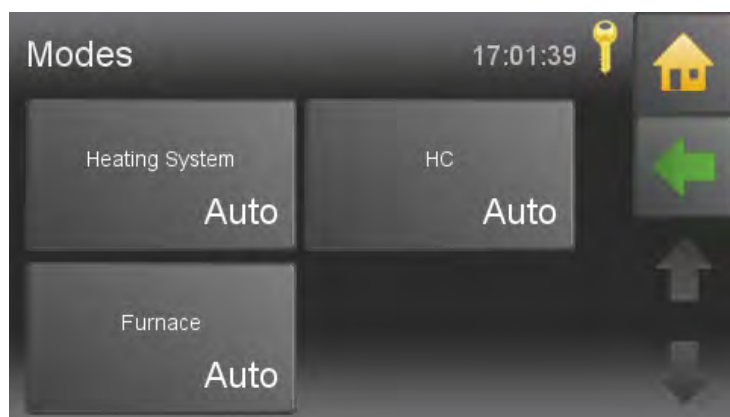 Modes
17:01:39
Heating System
Auto
HC
Auto
Furnace
Auto